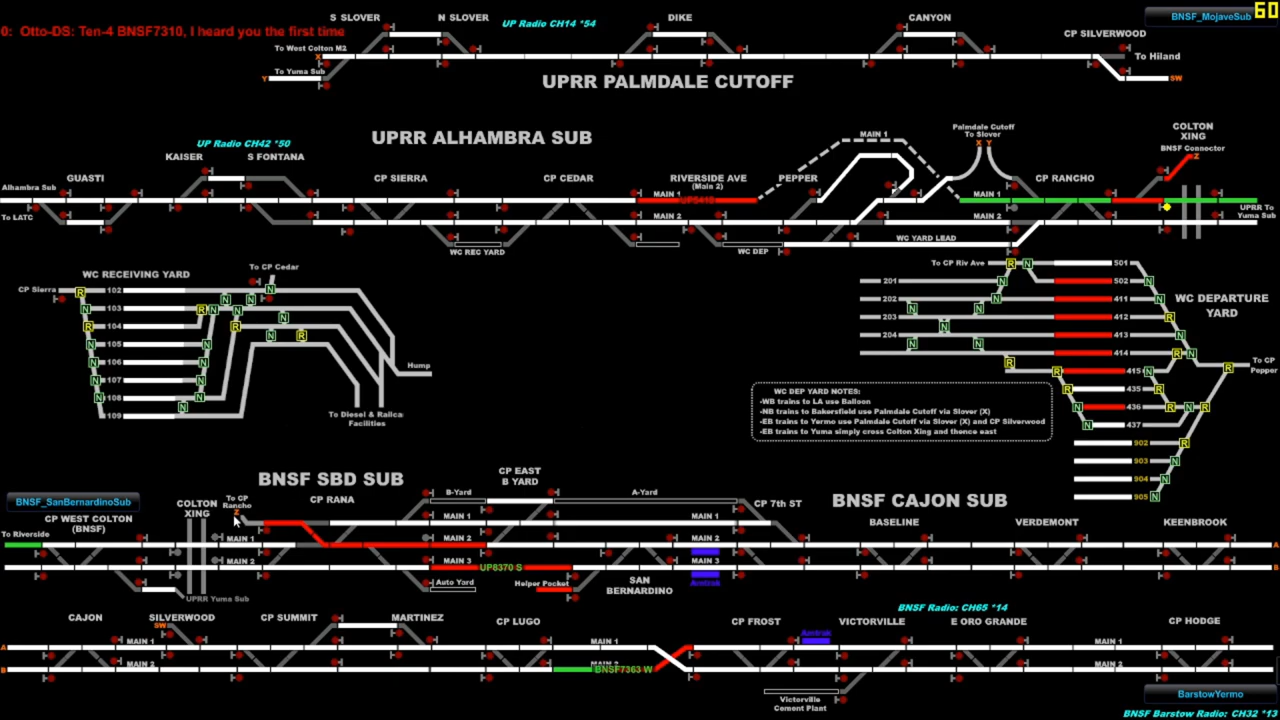 S SLOVER
N SLOVER
UP Radio CH14 *54
DIKE
CANYON
BNSF_MojaveSub
60
0: Otto-DS: Ten-4 BNSF7310, I heard you the first time
CP SILVERWOOD
To West Colton M2
X
To Hiland
To Yuma Sub
Y
SW
UPRR PALMDALE CUTOFF
UPRR ALHAMBRA SUB
UP Radio CH42 *50
KAISER
S FONTANA
MAIN 1
Palmdale Cutoff
To Slover
X Y
COLTON
XING
BNSF Connector
Z
GUASTI
CP SIERRA
CP CEDAR
RIVERSIDE AVE
(Main 2)
PEPPER
CP RANCHO
Alhambra Sub
MAIN 1
MAIN 1
To LATC
MAIN 2
MAIN 2
UPRR To
Yuma Sub
WC REC YARD
WC DEP
WC YARD LEAD
WC RECEIVING YARD
To CP Cedar
CP Sierra
102
103
104
105
106
107
108
109
R
N
R
N
N
N
N
N
R
N
N
N
N
N
N
N
N
N
R
N
N
N
R
Hump
To Diesel & Railcar
Facilities
To CP Riv Ave
R
N
501
201
502
202
411
203
412
204
413
414
415
435
436
437
902
903
904
905
WC DEPARTURE
YARD
To CP
Pepper
WC DEP YARD NOTES:
-WB trains to LA use Balloon
-NB trains to Bakersfield use Palmdale Cutoff via Slover (X)
-EB trains to Yermo use Palmdale Cutoff via Slover (X) and CP Silverwood
-EB trains to Yuma simply cross Colton Xing and thence east
BNSF SBD SUB
CP EAST
B YARD
BNSF_SanBernardinoSub
COLTON
XING
To CP
Rancho
Z
CP RANA
B-Yard
A-Yard
CP 7th ST
BNSF CAJON SUB
CP WEST COLTON
(BNSF)
To Riverside
MAIN 1
MAIN 1
BASELINE
VERDEMONT
KEENBROOK
MAIN 1
MAIN 2
MAIN 2
A
MAIN 2
MAIN 3
UP8370 S
MAIN 3
B
Auto Yard
Helper Pocket
SAN
BERNARDINO
Amtrak
UPRR Yuma Sub
BNSF Radio: CH65 *14
CAJON
SILVERWOOD
SW
CP SUMMIT
MARTINEZ
CP LUGO
CP FROST
Amtrak
VICTORVILLE
E ORO GRANDE
CP HODGE
A
MAIN 1
MAIN 1
MAIN 1
B
MAIN 2
MAIN 2
BNSF7363 W
MAIN 2
Victorville
Cement Plant
BarstowYermo
BNSF Barstow Radio: CH32 *13